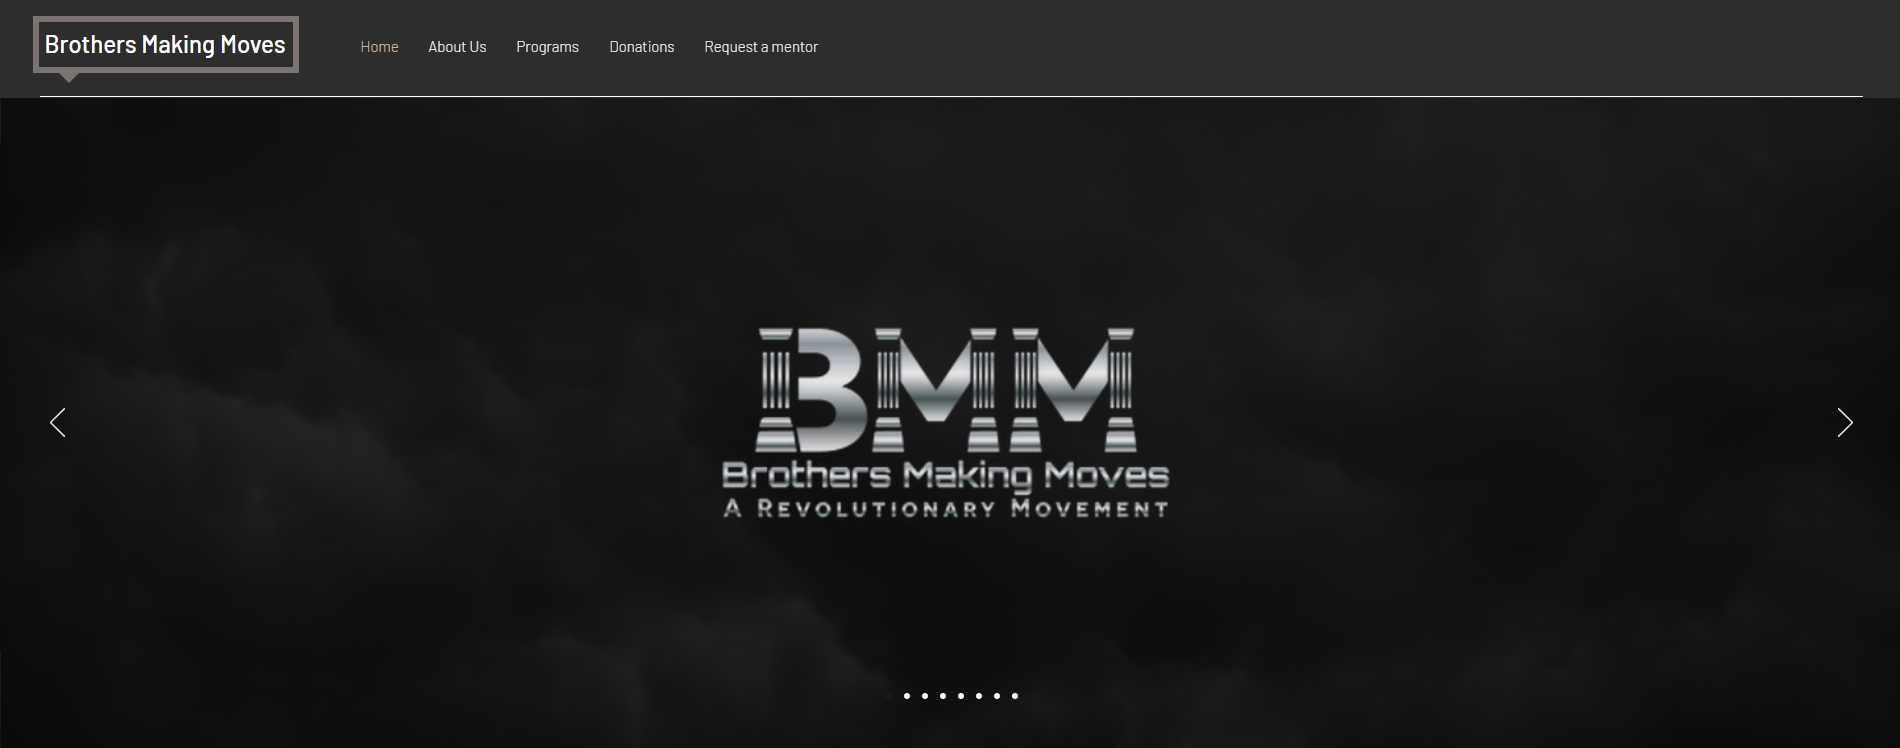 Brothers Making Moves
Home About Us Programs Donations Request a mentor
BMM
Brothers Making Moves
A REVOLUTIONARY MOVEMENT